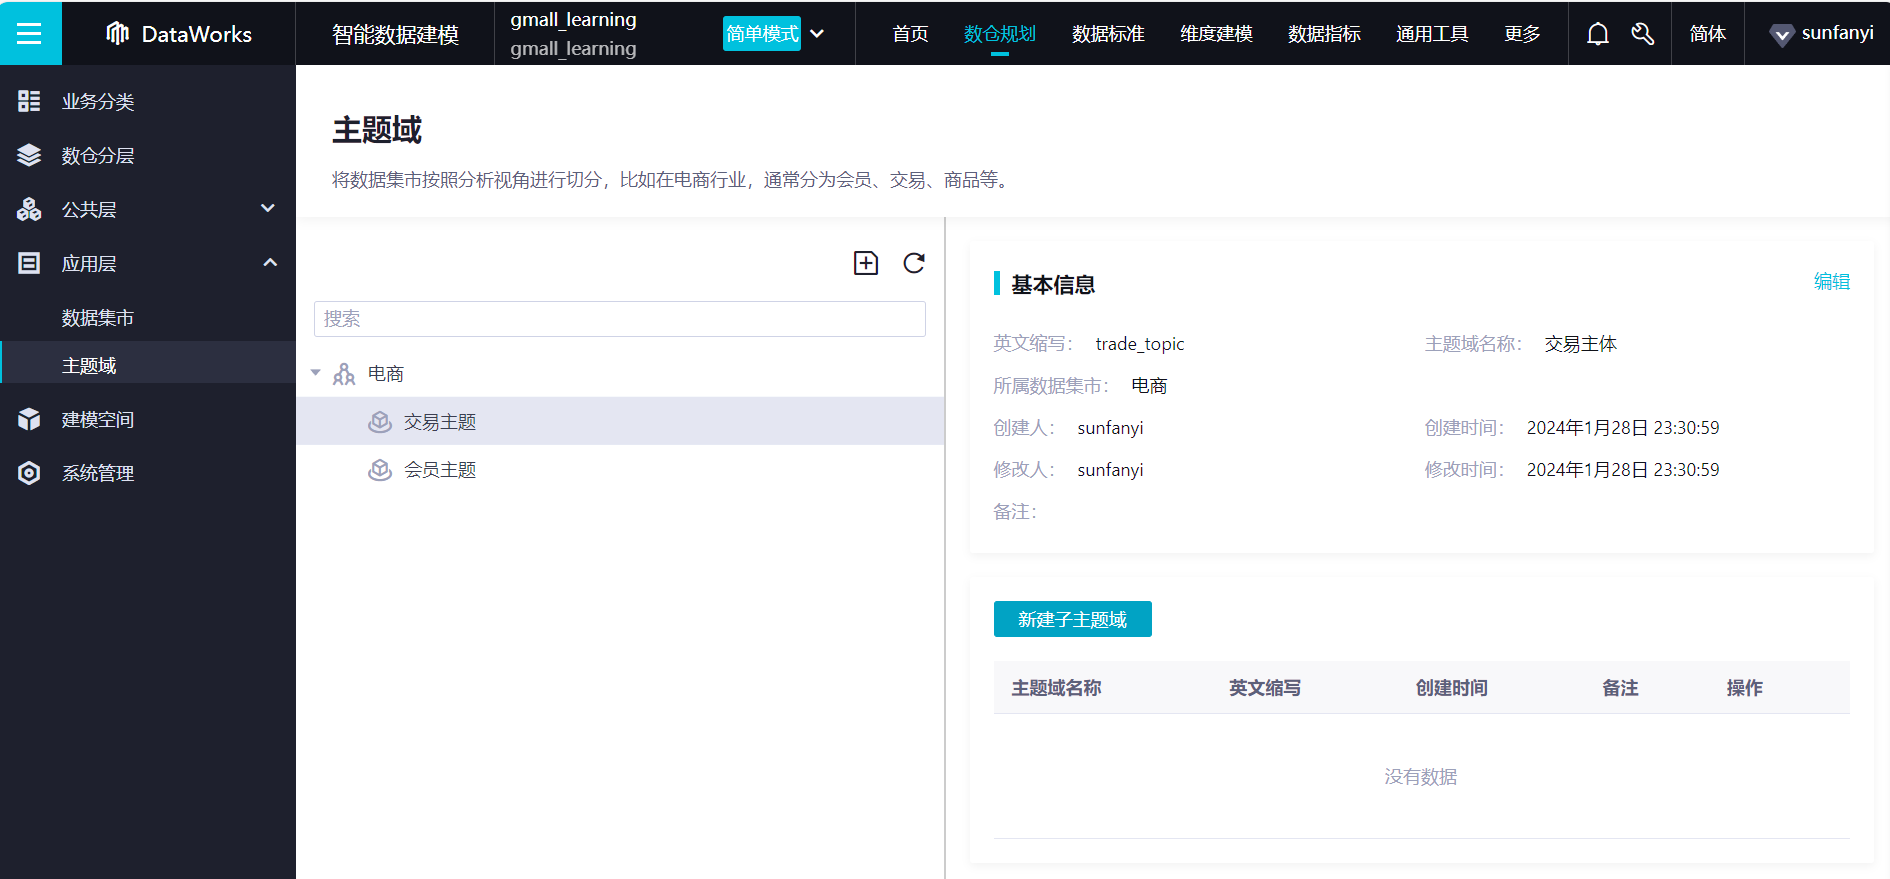 DataWorks
智能数据建模
gmall_learning
gmall_learning
简单模式
首页
数仓规划
数据标准
维度建模
数据指标
通用工具
更多
简体
sunfanyi
业务分类
数仓分层
公共层
应用层
数据集市
主题域
建模空间
系统管理
主题域
将数据集市按照分析视角进行切分，比如在电商行业，通常分为会员、交易、商品等。
搜索
电商
交易主题
会员主题
基本信息
编辑
英文缩写： trade_topic
主题域名称： 交易主体
所属数据集市： 电商
创建人： sunfanyi
创建时间： 2024年1月28日 23:30:59
修改人： sunfanyi
修改时间： 2024年1月28日 23:30:59
备注：
新建子主题域
主题域名称 英文缩写 创建时间 备注 操作
没有数据